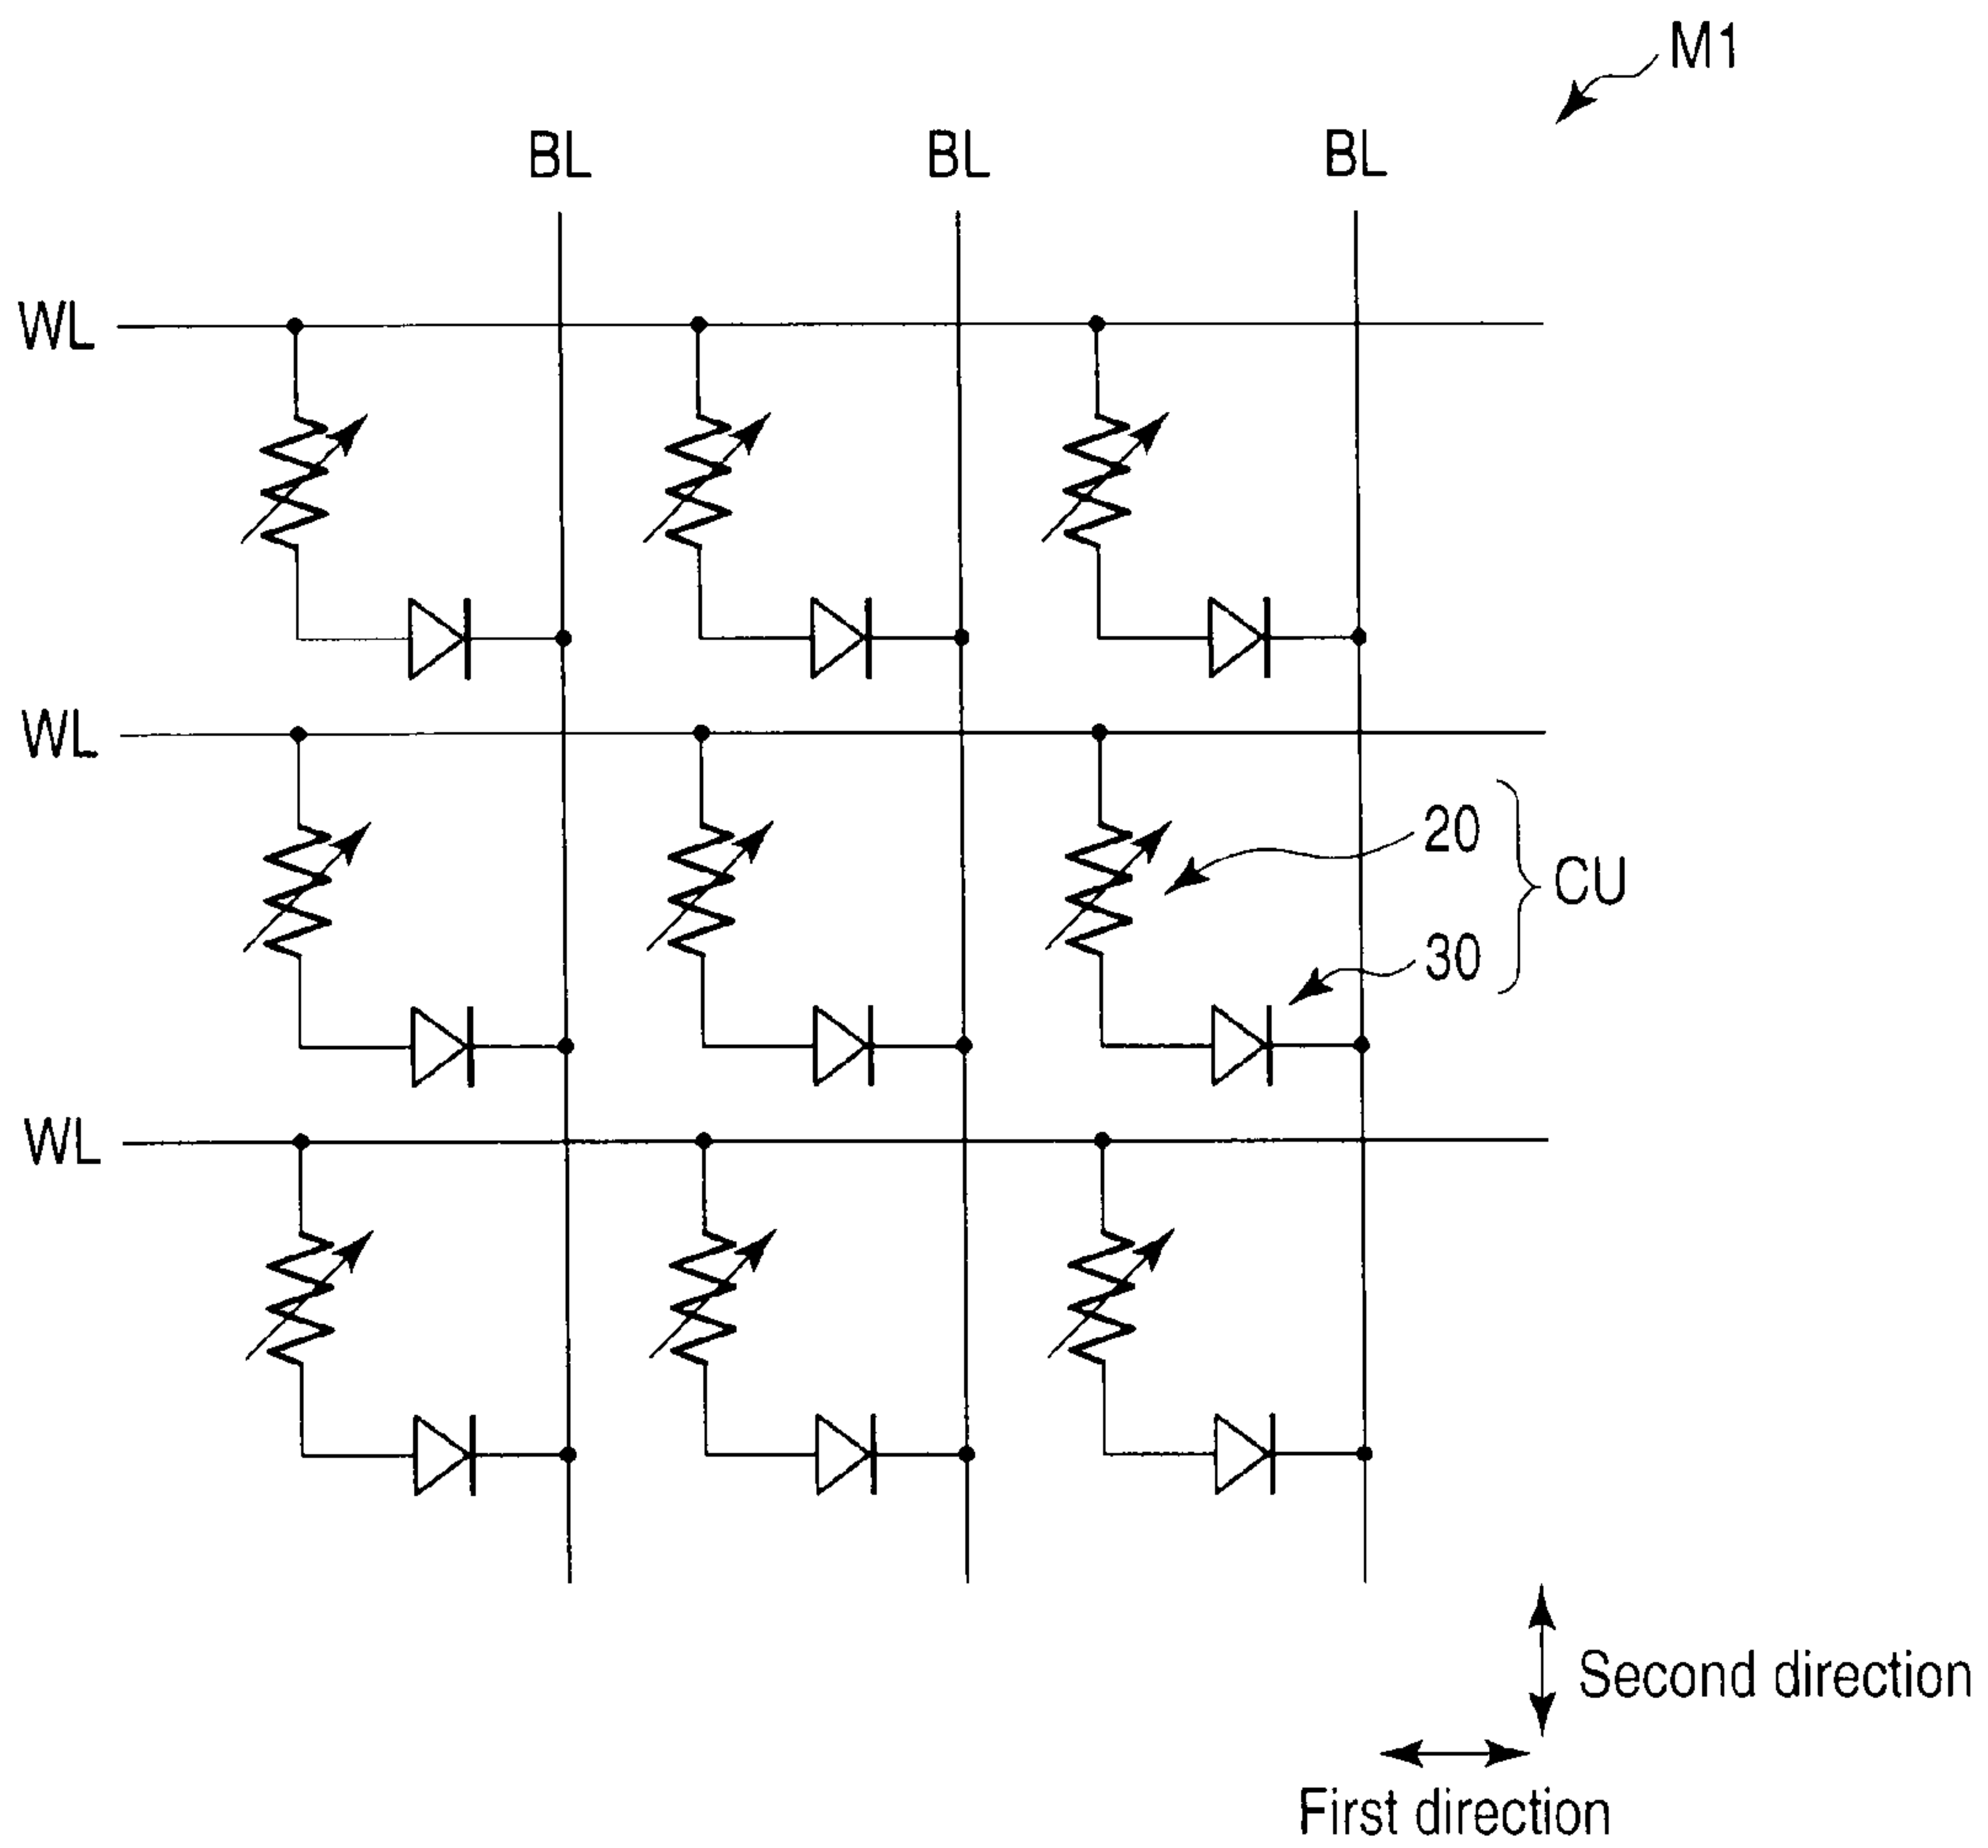 M1
BL BL BL
WL
WL
20
CU
30
WL
Second direction
First direction